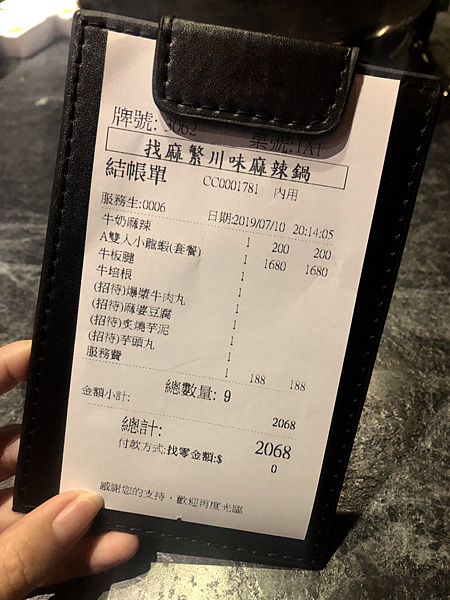 牌號: 3062 桌號:1A1
找麻繁川味麻辣鍋
結帳單 CC0001781 內用
服務生:0006 日期:2019/07/10 20:14:05
牛奶麻辣 1 200 200
A雙人小龍蝦(套餐) 1 1680 1680
牛板腱 1
牛培根 1
(招待)爆漿牛肉丸 1
(招待)麻婆豆腐 1
(招待)炙燒芋泥 1
(招待)芋頭丸 1
服務費 1 188 188
總數量: 9
金額小計: 2068
總計: 2068
付款方式:找零金額:$ 0
感謝您的支持，歡迎再度光臨